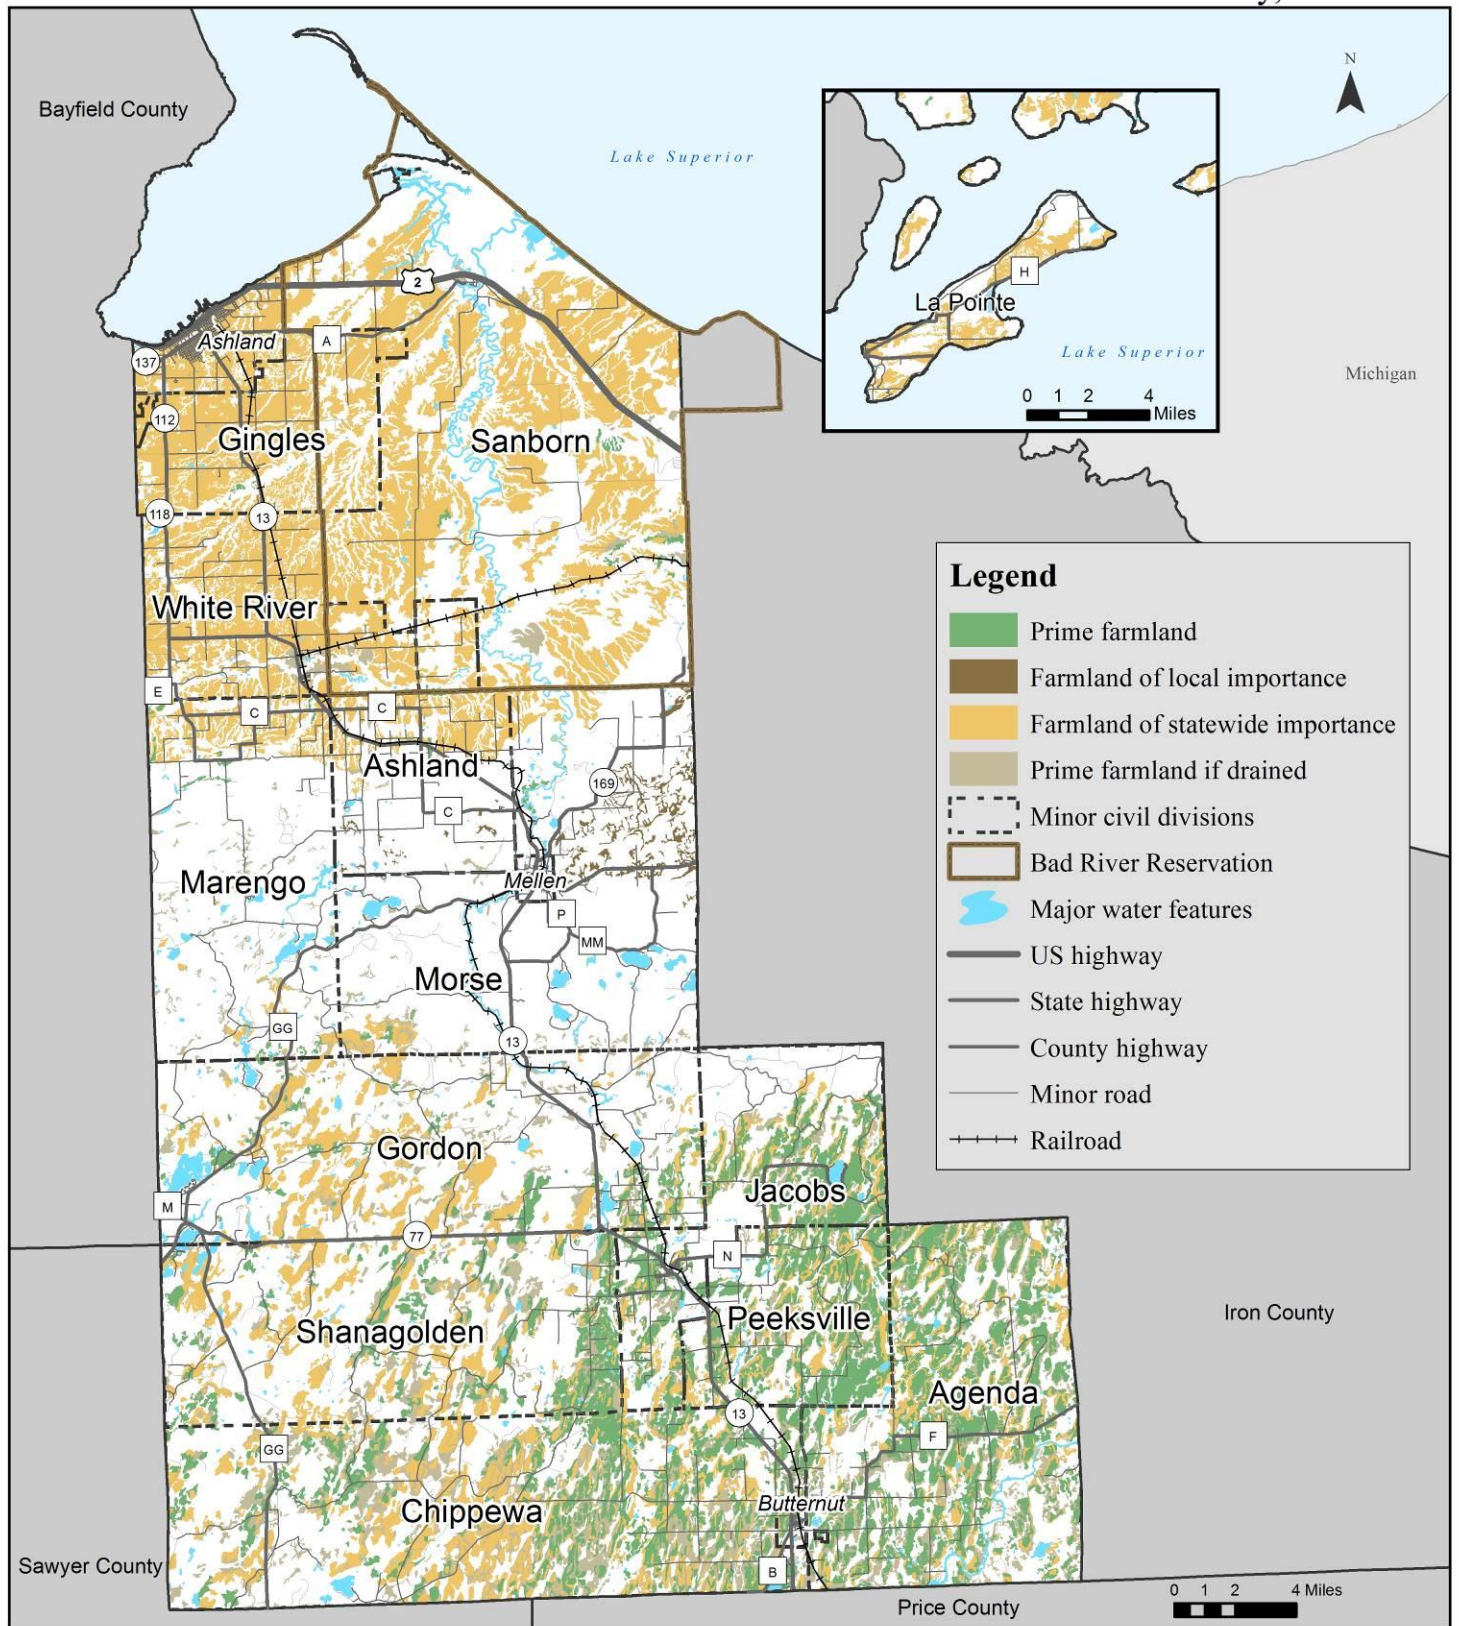 Bayfield County
N
Lake Superior
H
La Pointe
Lake Superior
0 2 4
Miles
Michigan
2
Ashland
A
137
112
Gingles
Sanborn
118
13
White River
E
C
C
Ashland
169
C
Marengo
Mellen
P
MM
Morse
GG
13
Gordon
Jacobs
M
77
N
Peeksville
Shanagolden
Iron County
Agenda
13
F
GG
Butternut
Chippewa
Sawyer County
B
Price County
0 1 2 4 Miles
Legend
Prime farmland
Farmland of local importance
Farmland of statewide importance
Prime farmland if drained
Minor civil divisions
Bad River Reservation
Major water features
US highway
State highway
County highway
Minor road
Railroad